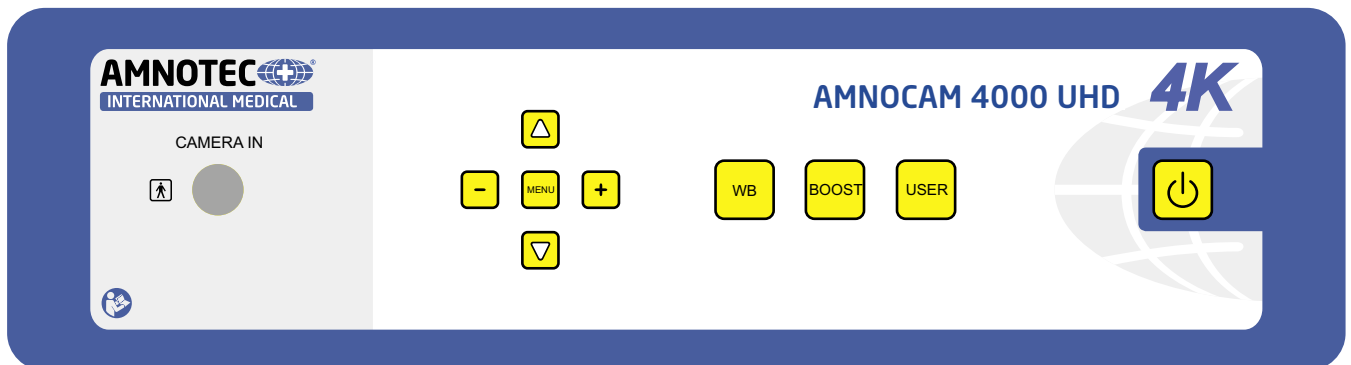 AMNOTEC®
INTERNATIONAL MEDICAL
CAMERA IN
AMNOCAM 4000 UHD 4K
- MENU +
WB BOOST USER